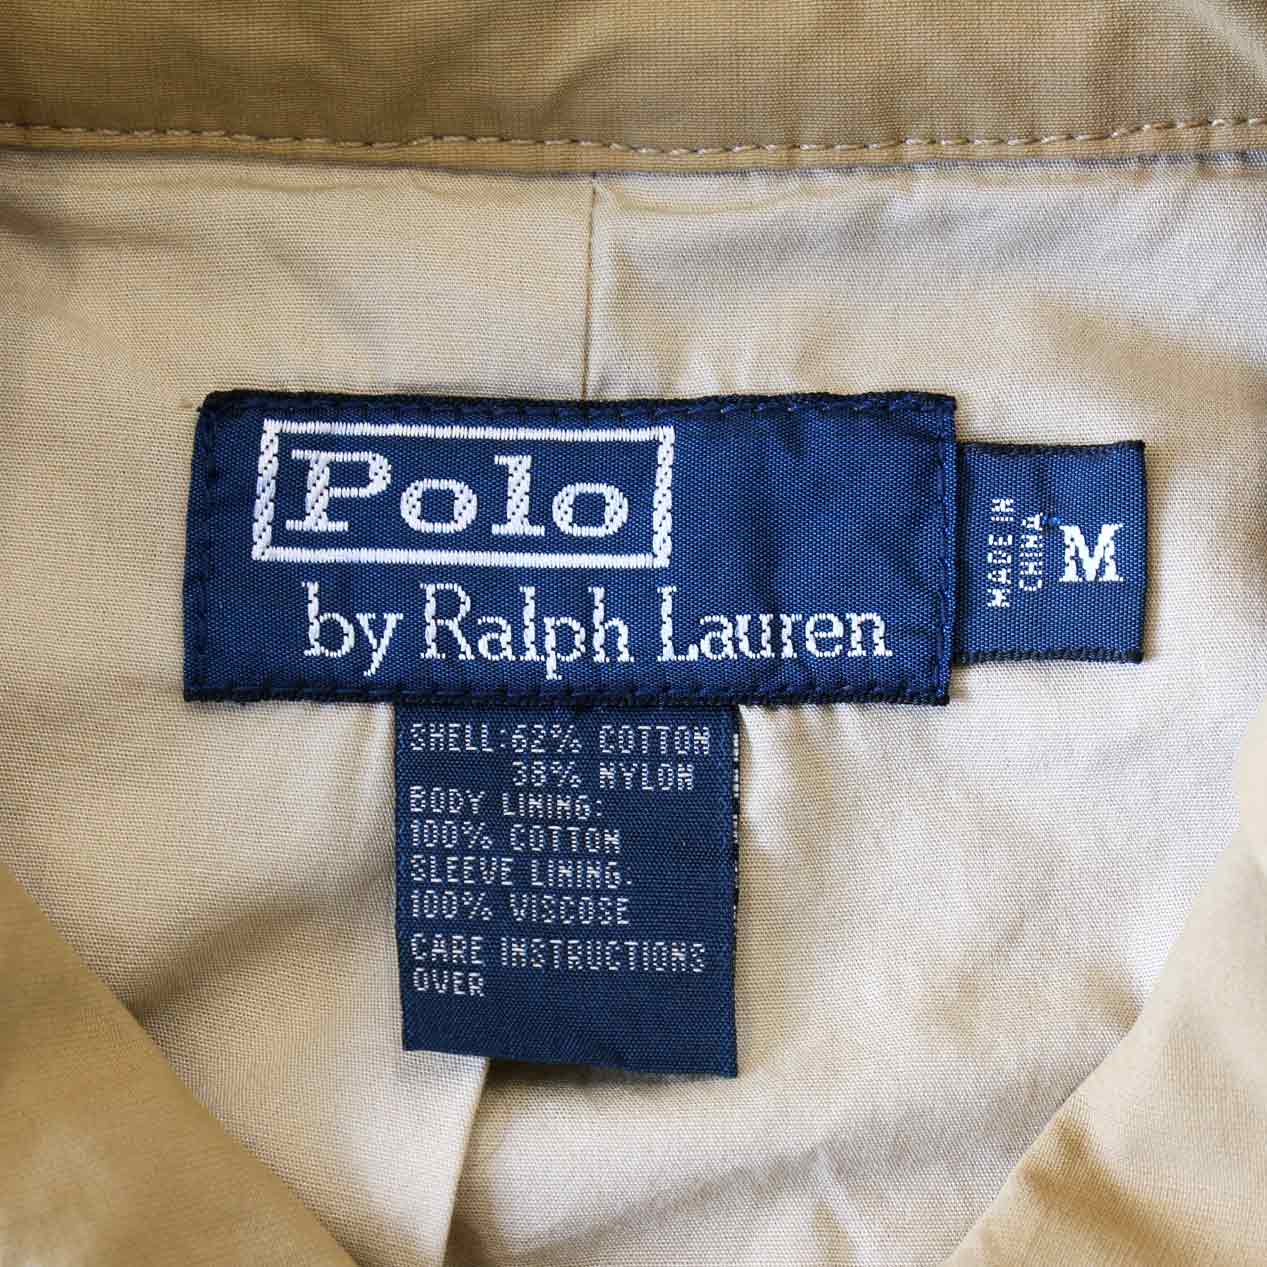 Polo
by Ralph Lauren
MADE IN
CHINA
M
SHELL:62% COTTON
38% NYLON
BODY LINING:
100% COTTON
SLEEVE LINING:
100% VISCOSE
CARE INSTRUCTIONS
OVER